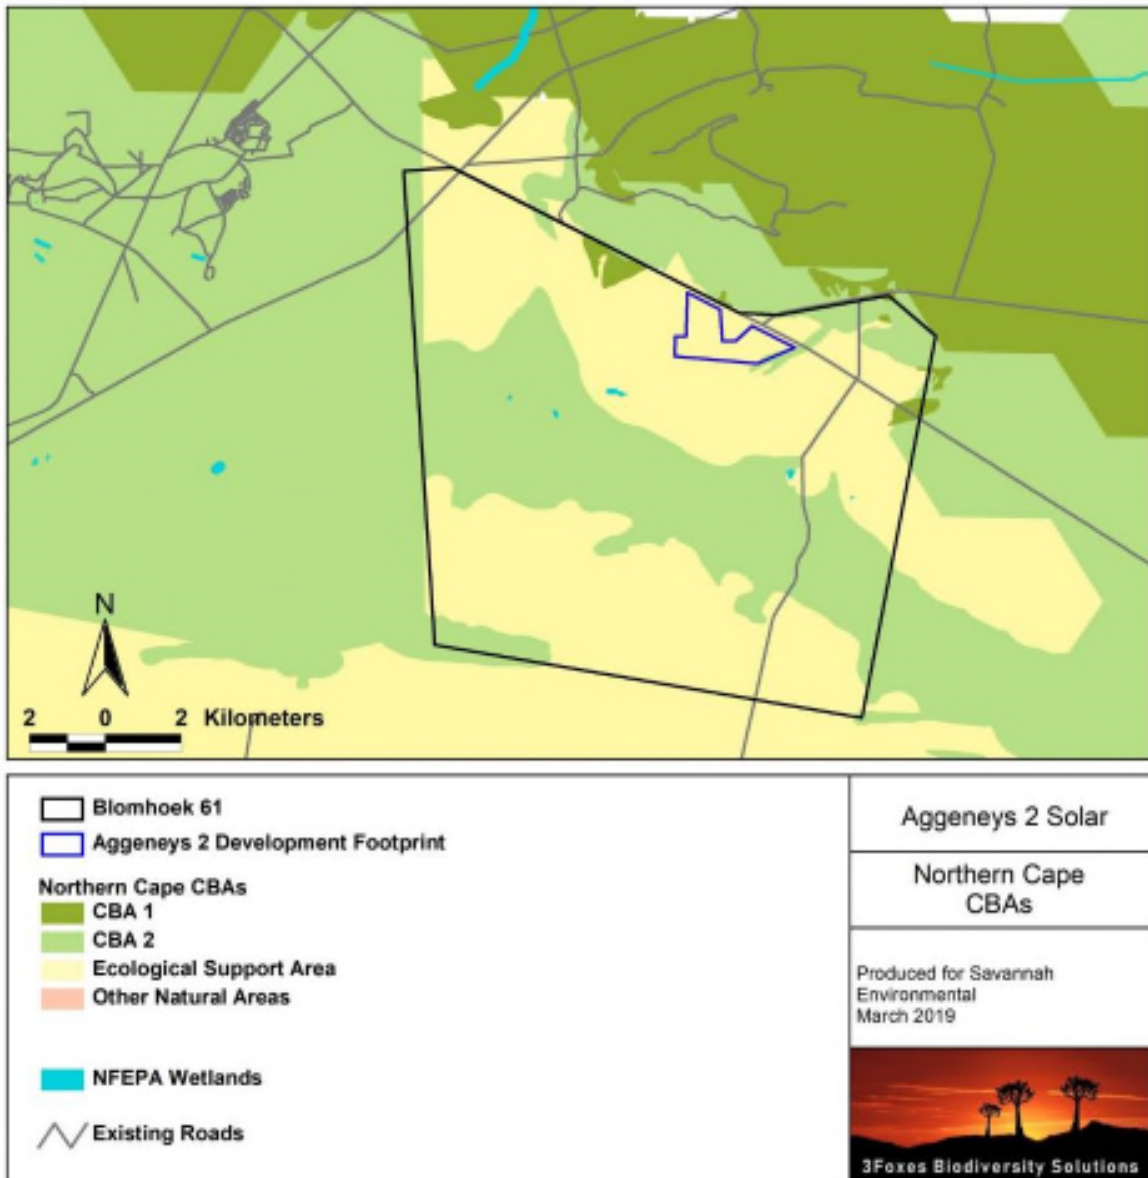 N
2 0 2 Kilometers
Blomhoek 61
Aggeneys 2 Development Footprint
Northern Cape CBAs
CBA 1
CBA 2
Ecological Support Area
Other Natural Areas
NFEPA Wetlands
Existing Roads
Aggeneys 2 Solar
Northern Cape
CBAs
Produced for Savannah
Environmental
March 2019
3Foxes Biodiversity Solutions